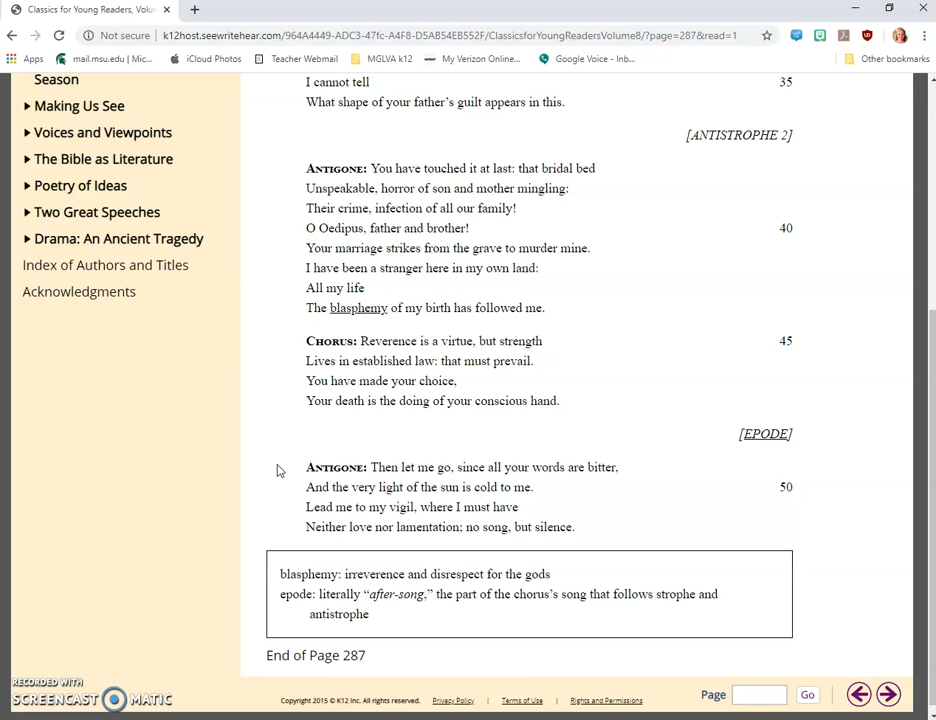 Classics for Young Readers, Volu
Not secure
k12host.seewritehear.com/964A4449-ADC3-47fc-A4F8-D5AB54EB552F/ClassicsforYoungReadersVolume8/?page=287&read=1
Apps
mail.msu.edu | Mic...
iCloud Photos
Teacher Webmail
MGLVA k12
My Verizon Online...
Google Voice - Inb...
Other bookmarks
Season
Making Us See
Voices and Viewpoints
The Bible as Literature
Poetry of Ideas
Two Great Speeches
Drama: An Ancient Tragedy
Index of Authors and Titles
Acknowledgments
I cannot tell 35
What shape of your father's guilt appears in this.
[ANTISTROPHE 2]
ANTIGONE: You have touched it at last: that bridal bed
Unspeakable, horror of son and mother mingling:
Their crime, infection of all our family!
O Oedipus, father and brother! 40
Your marriage strikes from the grave to murder mine.
I have been a stranger here in my own land:
All my life
The blasphemy of my birth has followed me.
CHORUS: Reverence is a virtue, but strength 45
Lives in established law: that must prevail.
You have made your choice,
Your death is the doing of your conscious hand.
[EPODE]
ANTIGONE: Then let me go, since all your words are bitter,
And the very light of the sun is cold to me. 50
Lead me to my vigil, where I must have
Neither love nor lamentation; no song, but silence.
blasphemy: irreverence and disrespect for the gods
epode: literally “after-song,” the part of the chorus’s song that follows strophe and
antistrophe
End of Page 287
RECORDED WITH
SCREENCAST MATIC
Copyright 2015 © K12 Inc. All rights reserved. | Privacy Policy | Terms of Use | Rights and Permissions
Page Go